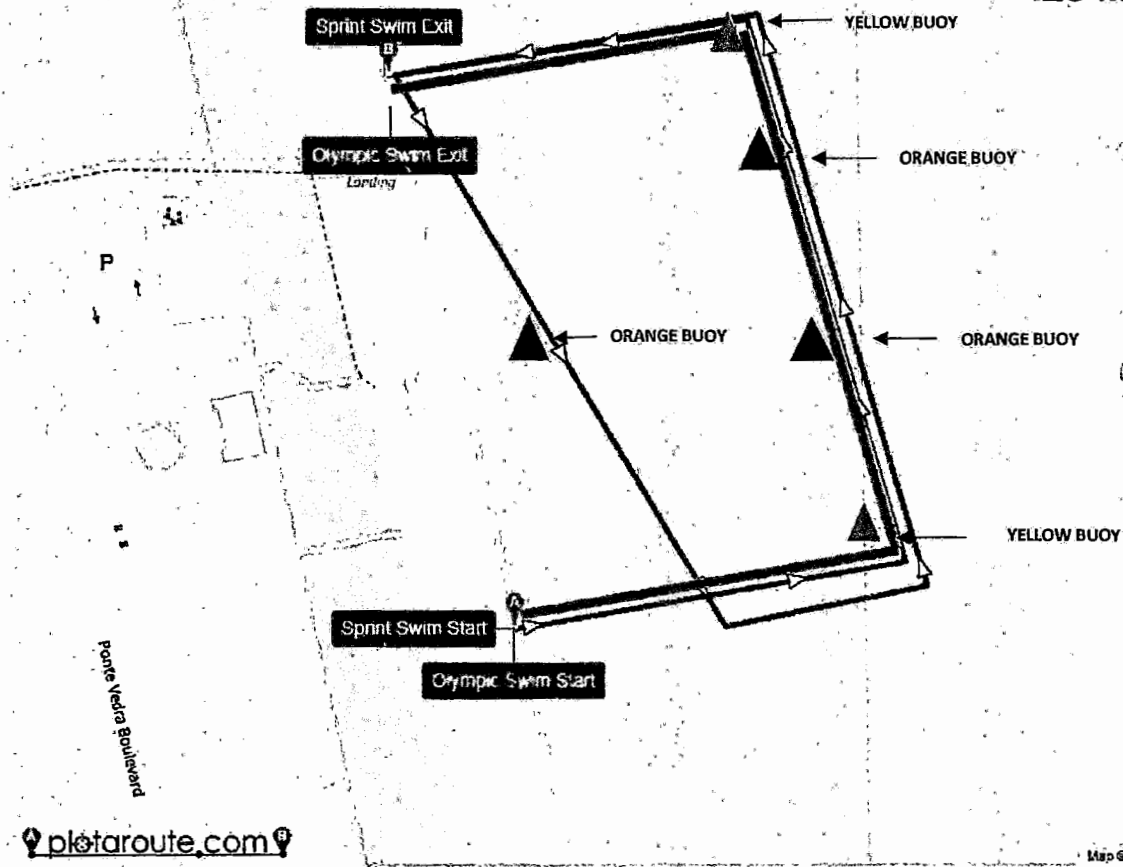 Sprint Swim Exit
YELLOW BUOY
B
Olympic Swim Exit
Landing
ORANGE BUOY
P
ORANGE BUOY
ORANGE BUOY
YELLOW BUOY
A
Sprint Swim Start
Olympic Swim Start
Ponte Vedra Boulevard
plotaroute.com
Map ©